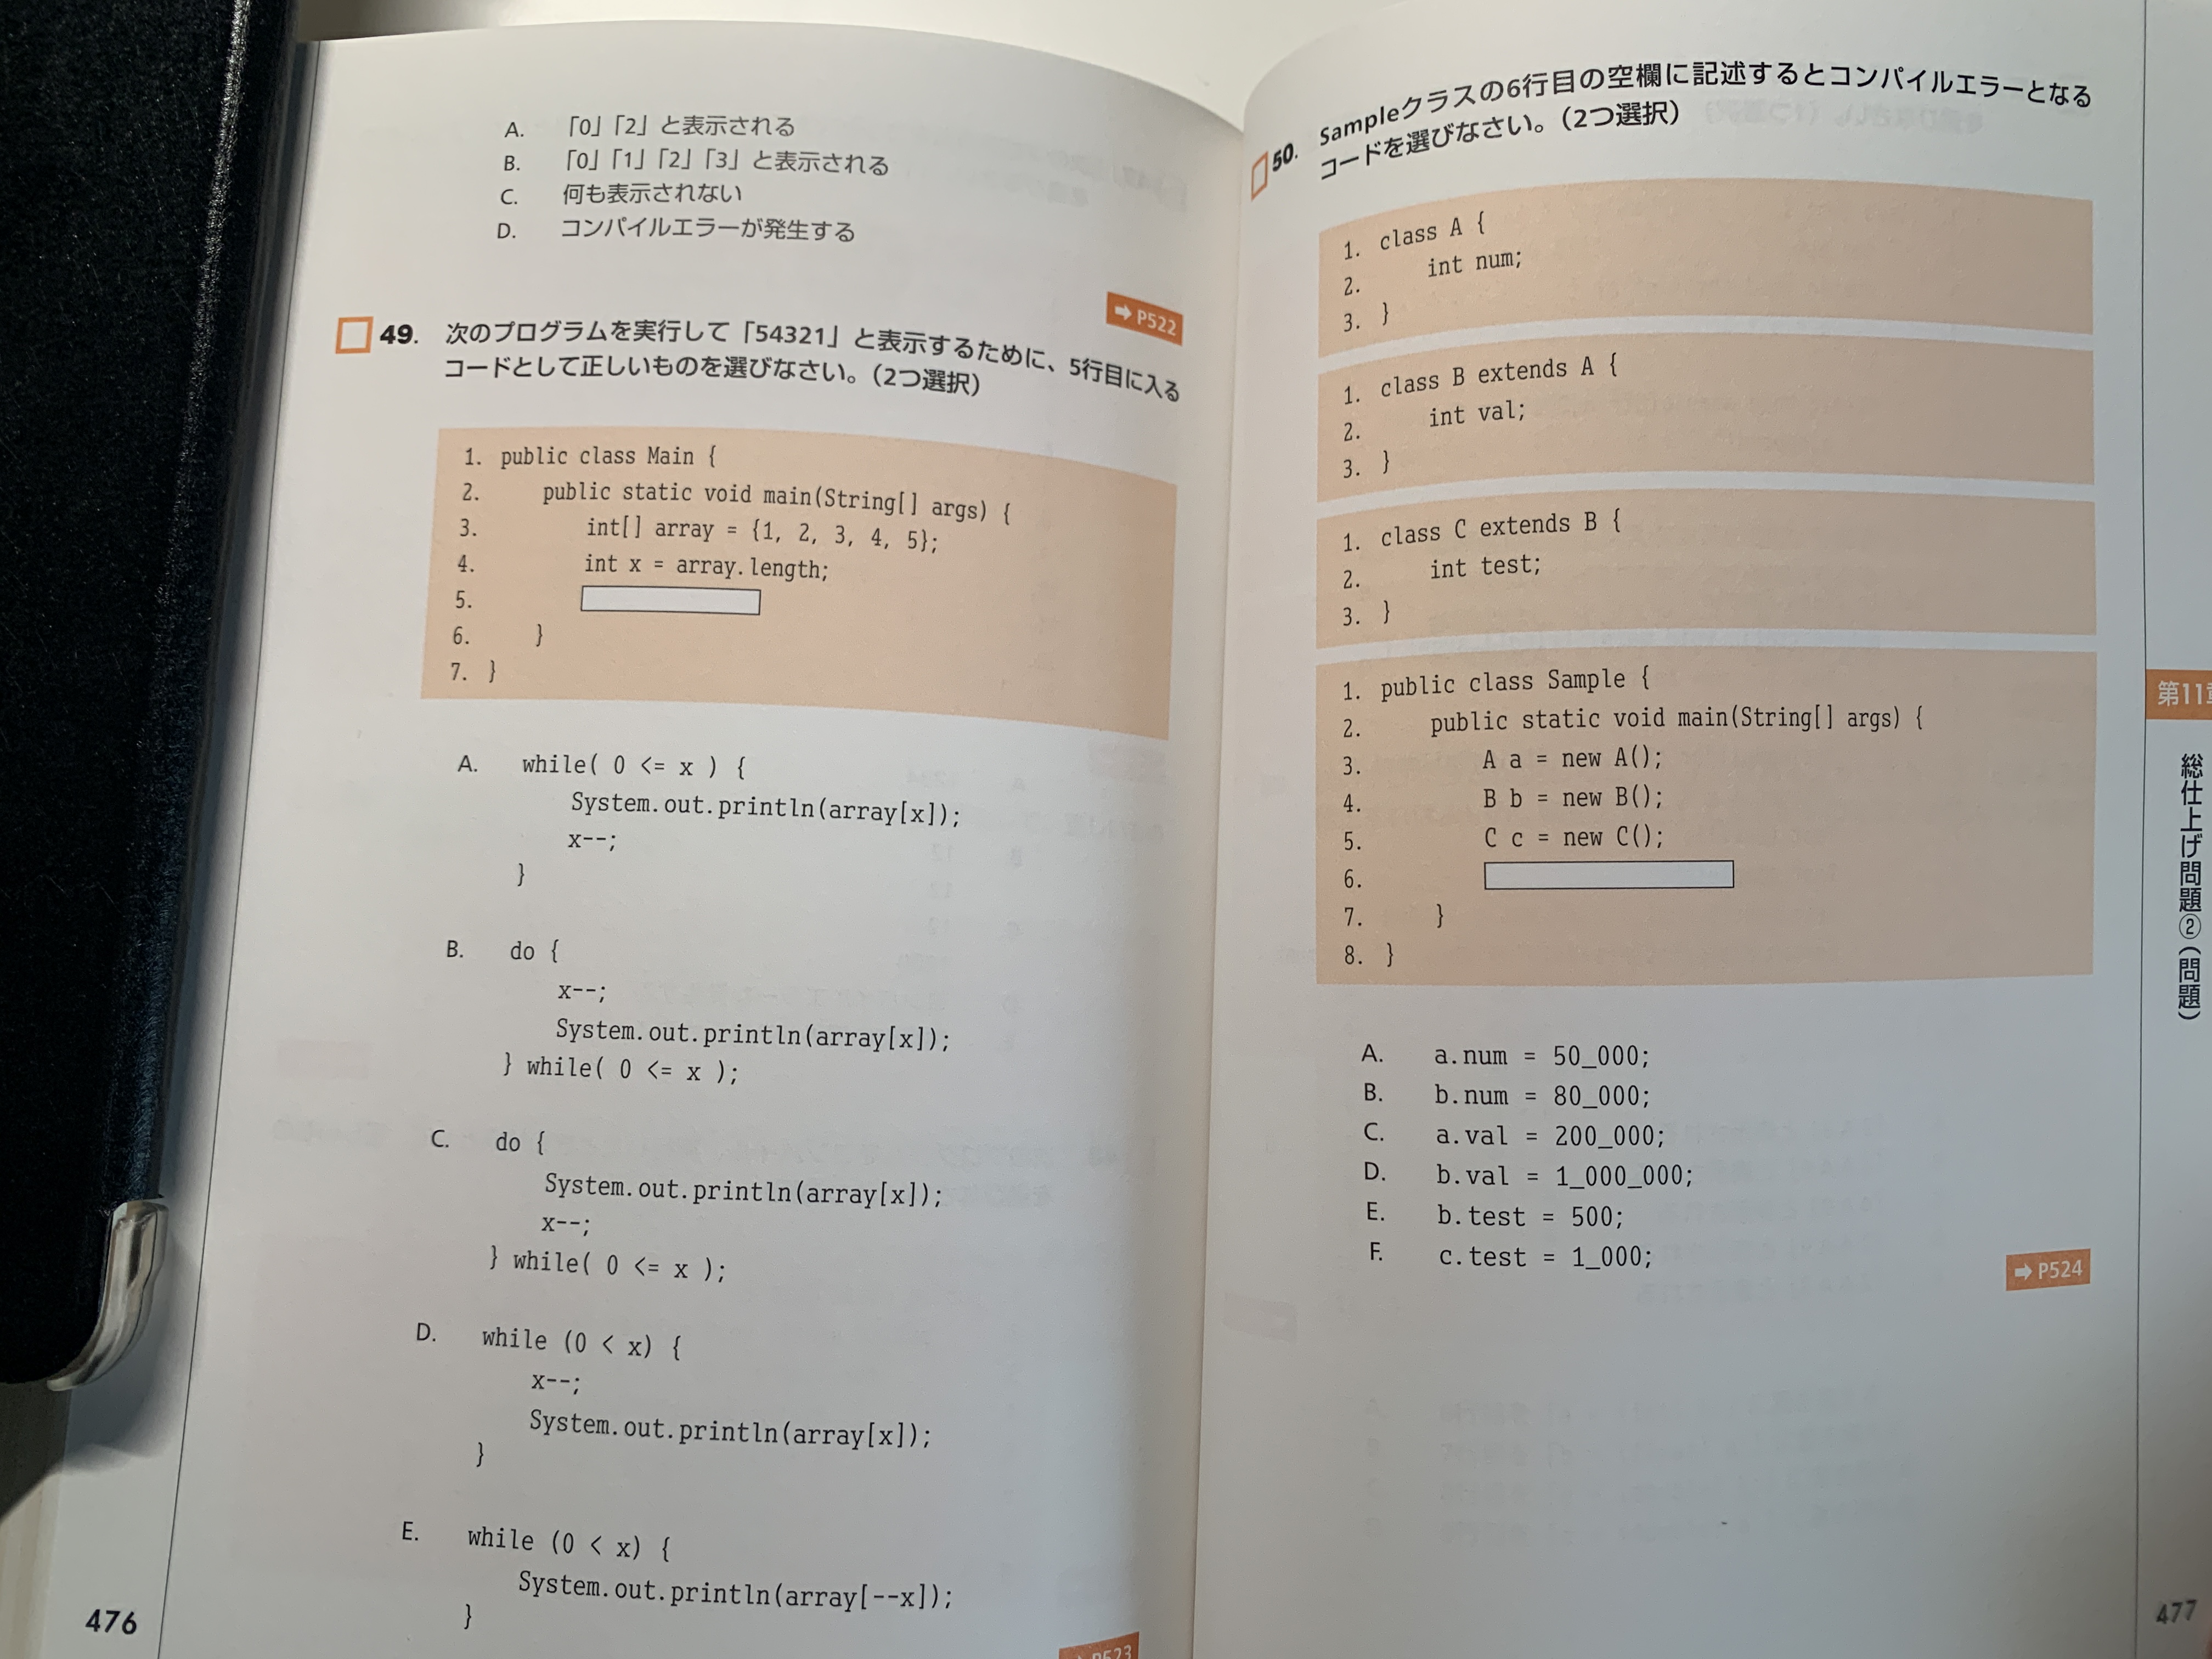 A. 「0」「2」と表示される
B. 「0」「1」「2」「3」と表示される
C. 何も表示されない
D. コンパイルエラーが発生する
➡ P522
49. 次のプログラムを実行して「54321」と表示するために、5行目に入る
コードとして正しいものを選びなさい。（2つ選択）
1. public class Main {
2. public static void main(String[] args) {
3. int[] array = {1, 2, 3, 4, 5};
4. int x = array.length;
5.
6. }
7. }
A. while( 0 <= x ) {
System.out.println(array[x]);
x--;
}
B. do {
x--;
System.out.println(array[x]);
} while( 0 <= x );
C. do {
System.out.println(array[x]);
x--;
} while( 0 <= x );
D. while (0 < x) {
x--;
System.out.println(array[x]);
}
E. while (0 < x) {
System.out.println(array[--x]);
}
➡ P523
476
50. Sampleクラスの6行目の空欄に記述するとコンパイルエラーとなる
コードを選びなさい。（2つ選択）
1. class A {
2. int num;
3. }
1. class B extends A {
2. int val;
3. }
1. class C extends B {
2. int test;
3. }
1. public class Sample {
2. public static void main(String[] args) {
3. A a = new A();
4. B b = new B();
5. C c = new C();
6.
7. }
8. }
A. a.num = 50_000;
B. b.num = 80_000;
C. a.val = 200_000;
D. b.val = 1_000_000;
E. b.test = 500;
F. c.test = 1_000;
➡ P524
第11
総仕上げ問題②（問題）
477